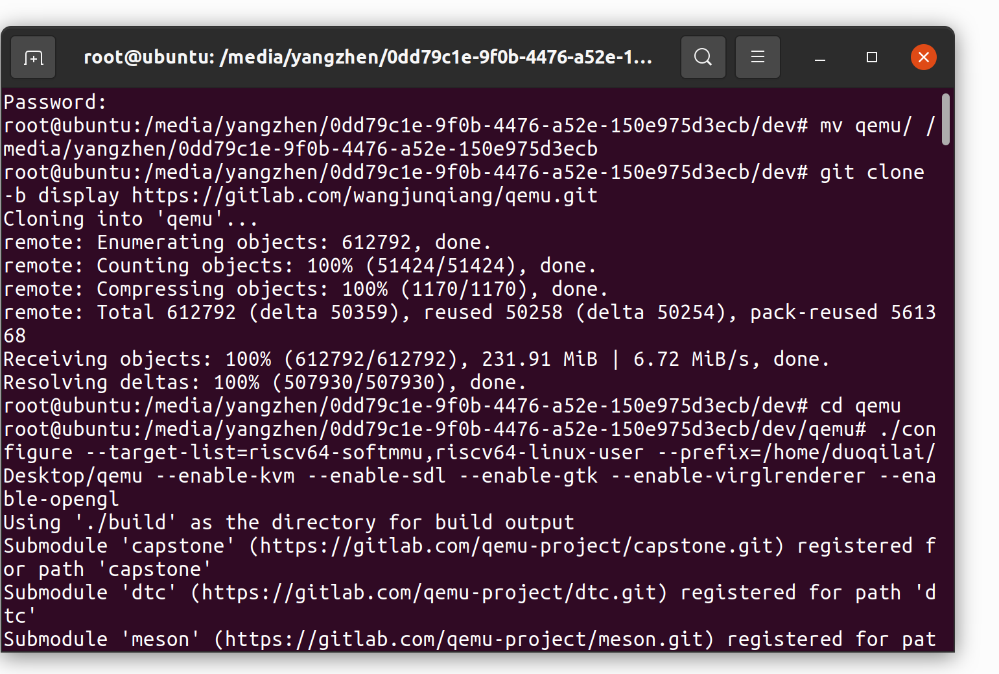 root@ubuntu: /media/yangzhen/0dd79c1e-9f0b-4476-a52e-1...
Password:
root@ubuntu:/media/yangzhen/0dd79c1e-9f0b-4476-a52e-150e975d3ecb/dev# mv qemu/ /
media/yangzhen/0dd79c1e-9f0b-4476-a52e-150e975d3ecb
root@ubuntu:/media/yangzhen/0dd79c1e-9f0b-4476-a52e-150e975d3ecb/dev# git clone
-b display https://gitlab.com/wangjunqiang/qemu.git
Cloning into 'qemu'...
remote: Enumerating objects: 612792, done.
remote: Counting objects: 100% (51424/51424), done.
remote: Compressing objects: 100% (1170/1170), done.
remote: Total 612792 (delta 50359), reused 50258 (delta 50254), pack-reused 5613
68
Receiving objects: 100% (612792/612792), 231.91 MiB | 6.72 MiB/s, done.
Resolving deltas: 100% (507930/507930), done.
root@ubuntu:/media/yangzhen/0dd79c1e-9f0b-4476-a52e-150e975d3ecb/dev# cd qemu
root@ubuntu:/media/yangzhen/0dd79c1e-9f0b-4476-a52e-150e975d3ecb/dev/qemu# ./con
figure --target-list=riscv64-softmmu,riscv64-linux-user --prefix=/home/duoqilai/
Desktop/qemu --enable-kvm --enable-sdl --enable-gtk --enable-virglrenderer --ena
ble-opengl
Using './build' as the directory for build output
Submodule 'capstone' (https://gitlab.com/qemu-project/capstone.git) registered f
or path 'capstone'
Submodule 'dtc' (https://gitlab.com/qemu-project/dtc.git) registered for path 'd
tc'
Submodule 'meson' (https://gitlab.com/qemu-project/meson.git) registered for pat